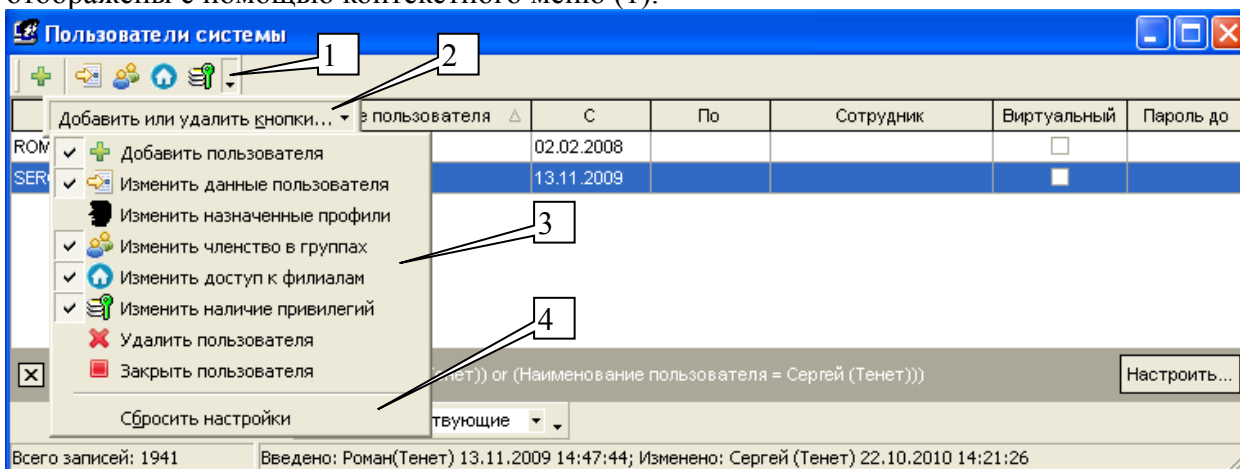 отображены с помощью контекстного меню (1).
Пользователи системы
1
2
Добавить или удалить кнопки...
е пользователя
С
По
Сотрудник
Виртуальный
Пароль до
ROM
02.02.2008
SER
13.11.2009
Добавить пользователя
Изменить данные пользователя
Изменить назначенные профили
3
Изменить членство в группах
Изменить доступ к филиалам
Изменить наличие привилегий
4
Удалить пользователя
Закрыть пользователя
нет)) or (Наименование пользователя = Сергей (Тенет)))
Настроить...
Сбросить настройки
твующие
Всего записей: 1941
Введено: Роман(Тенет) 13.11.2009 14:47:44; Изменено: Сергей (Тенет) 22.10.2010 14:21:26